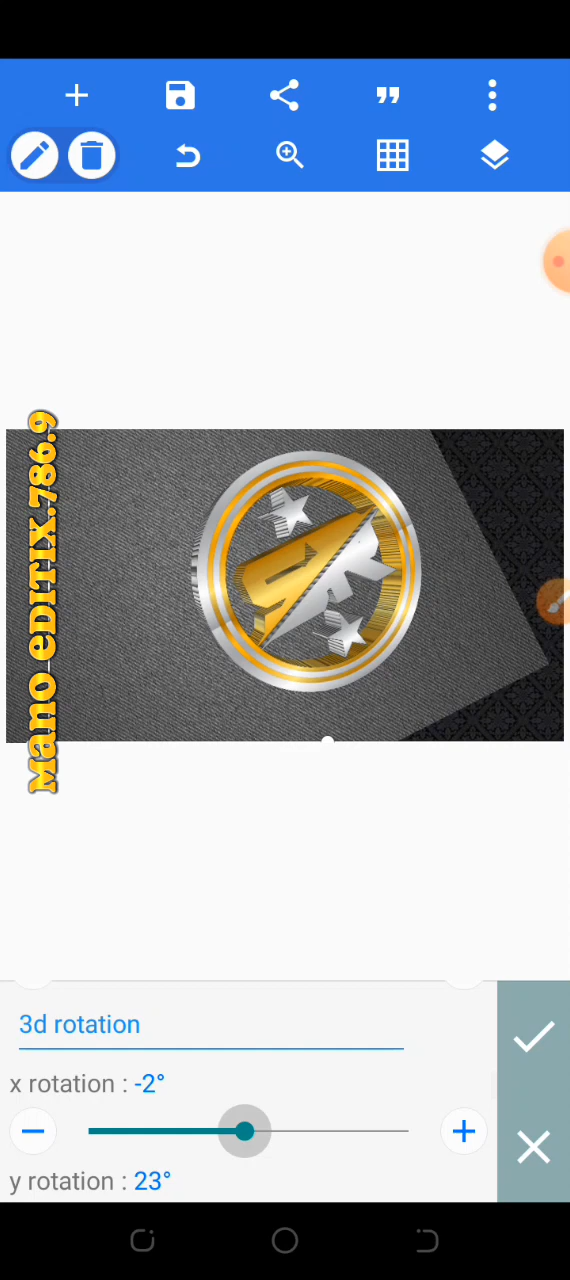 Mano-EDITIX.786.9
3d rotation
x rotation : -2°
y rotation : 23°